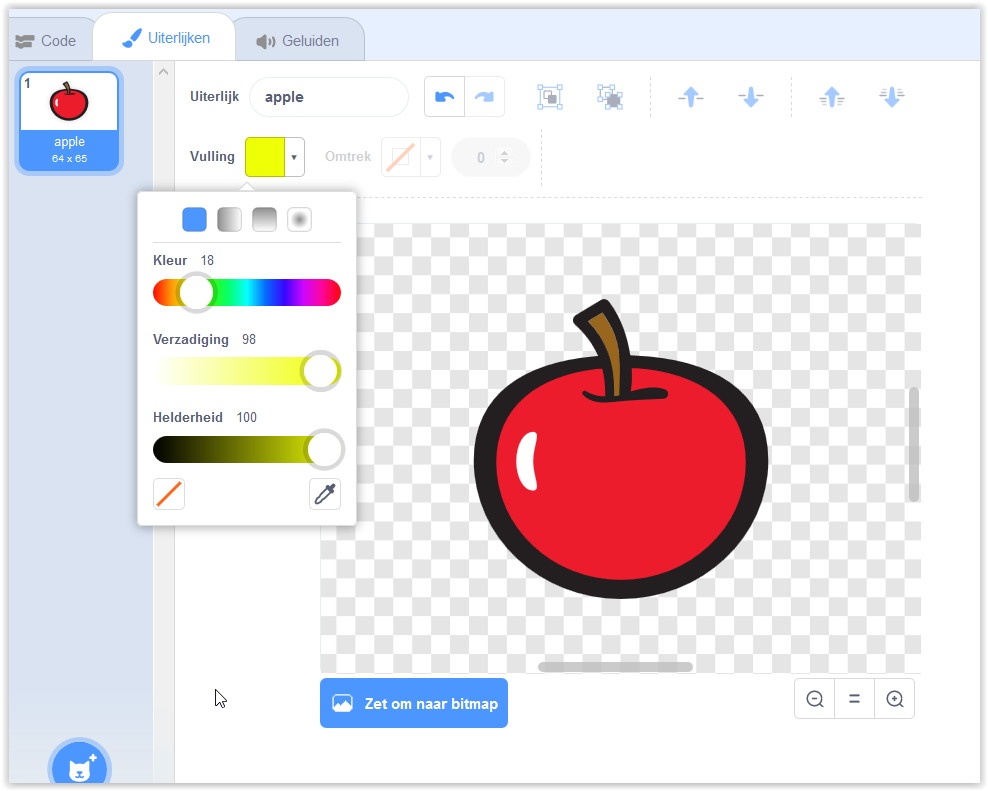 Code
Uiterlijken
Geluiden
1
apple
64 x 65
Uiterlijk
apple
Vulling
Omtrek
0
Kleur 18
Verzadiging 98
Helderheid 100
Zet om naar bitmap